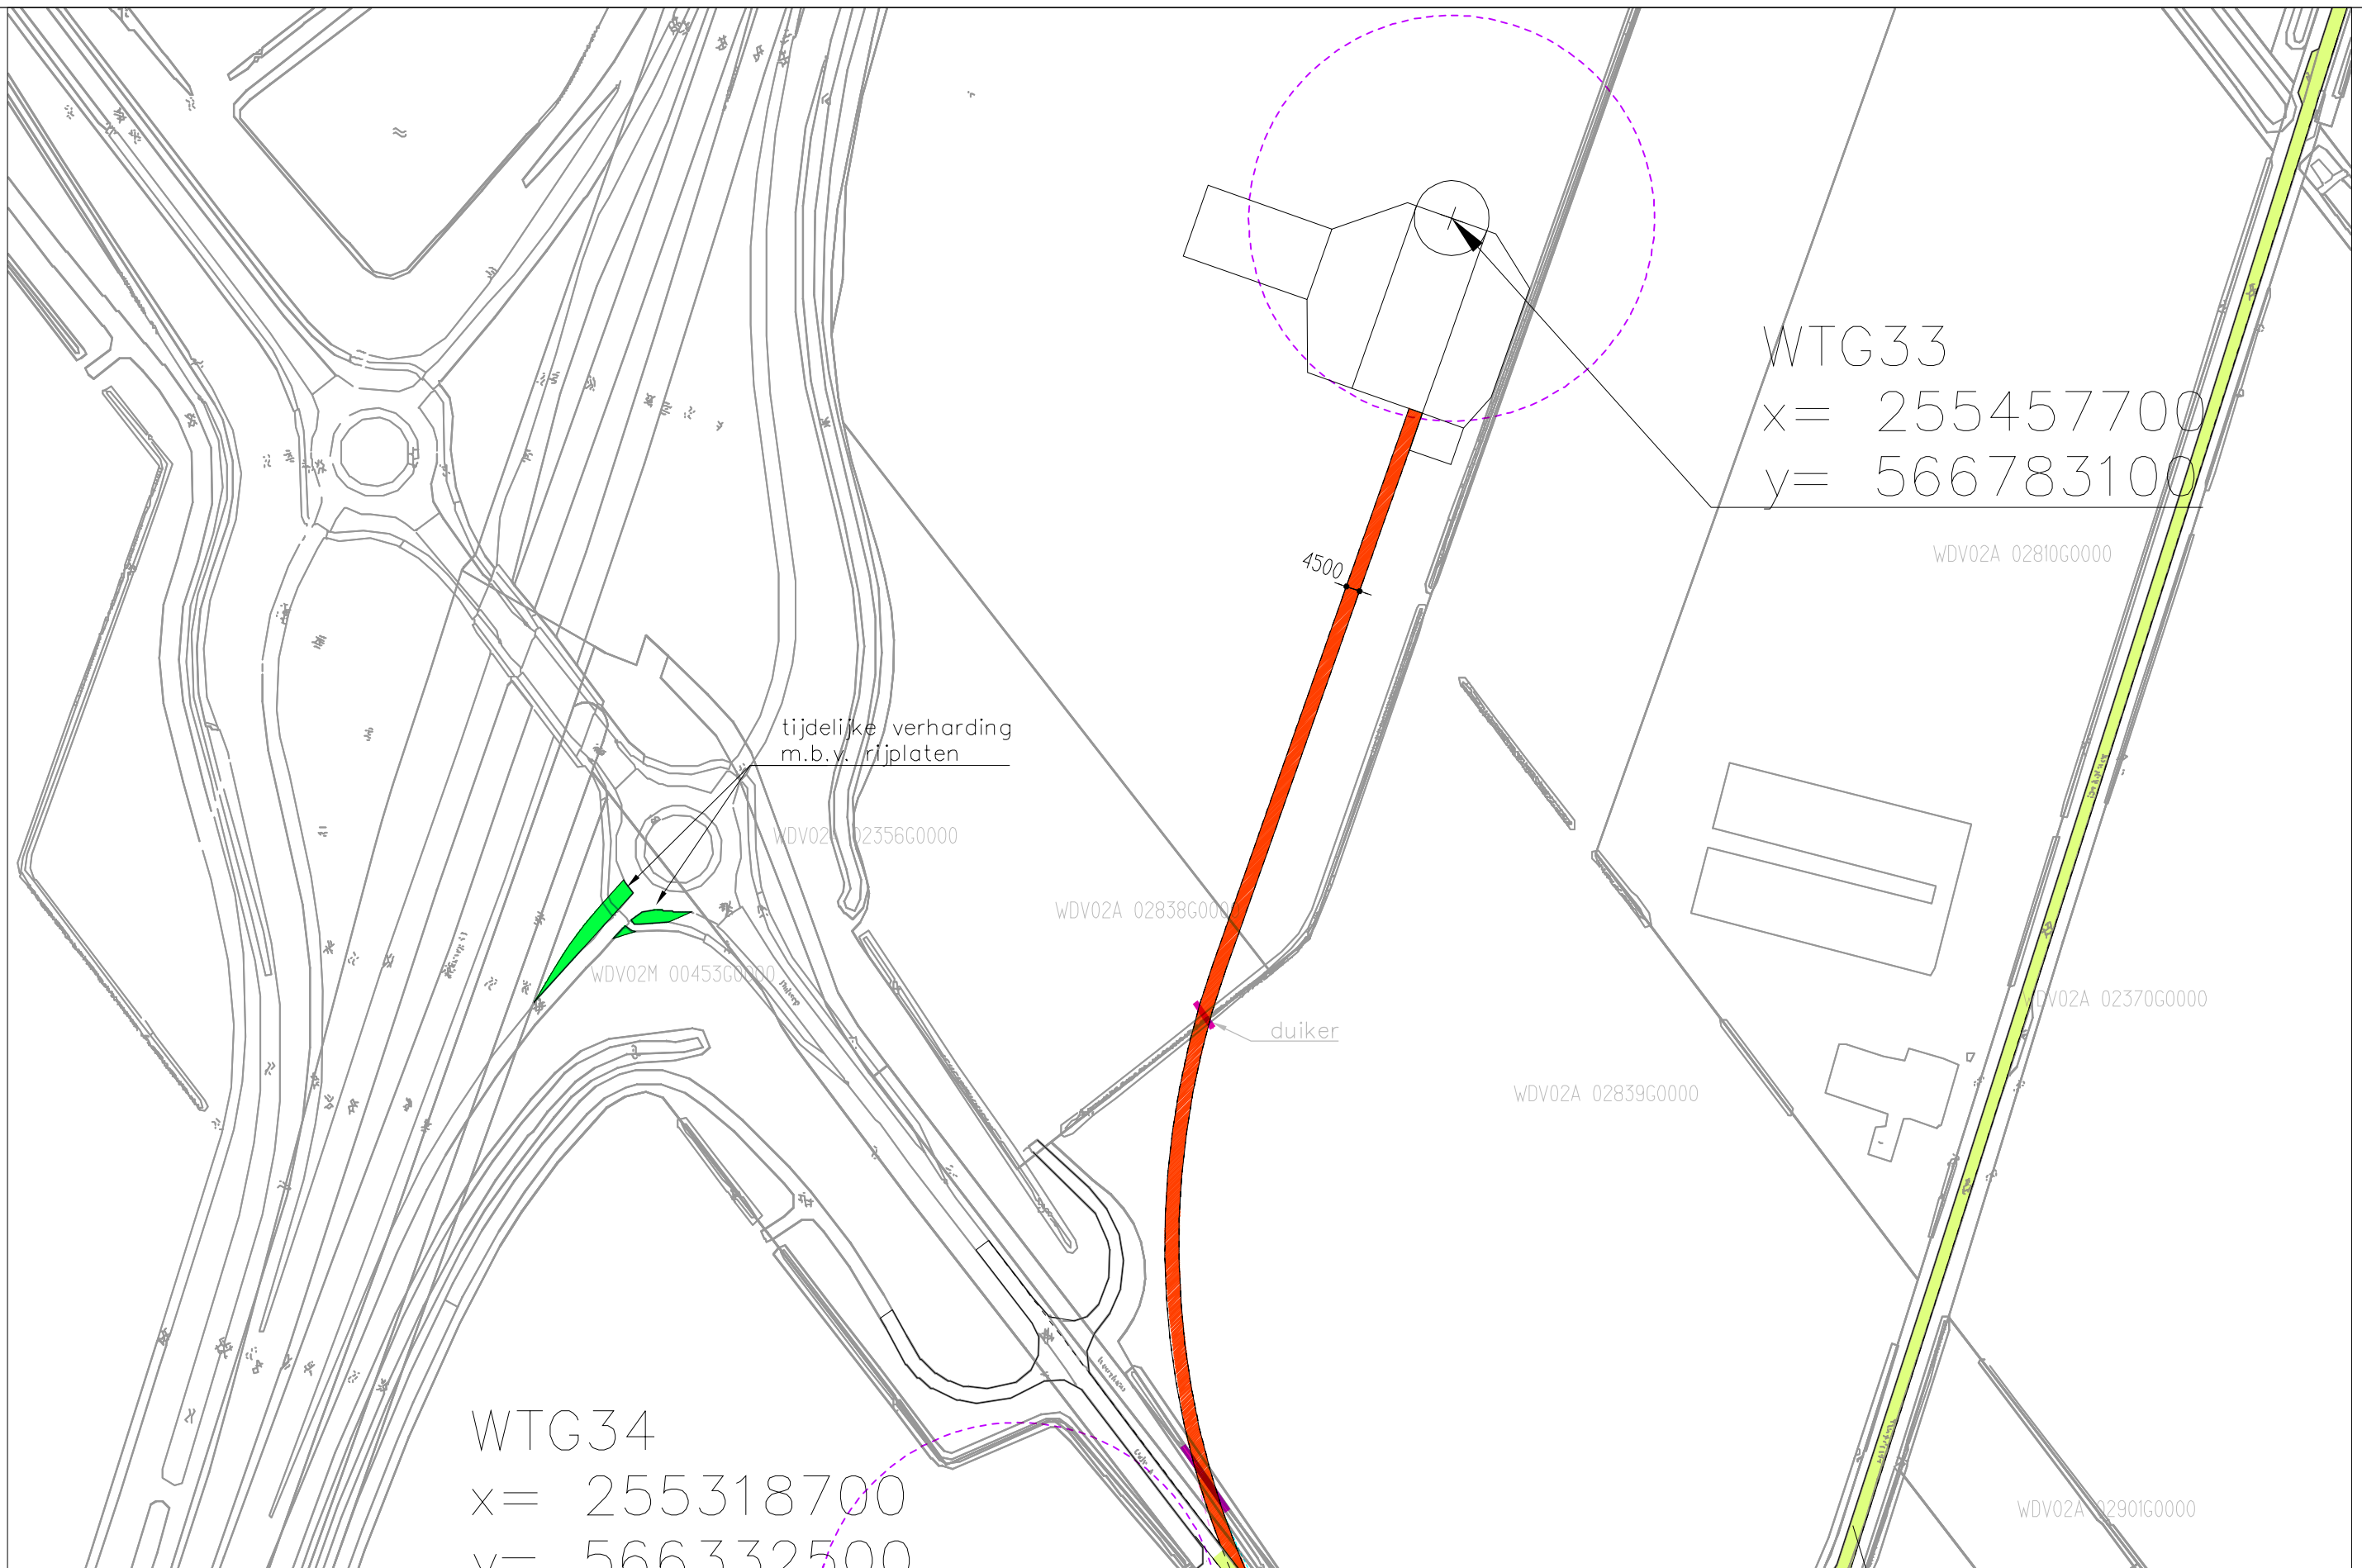 WTG33
x= 255457700
y= 566783100
WDV02A 02810G0000
4500
tijdelijke verharding
m.b.v. rijplaten
WDV02A 02356G0000
WDV02A 02838G0000
WDV02M 00453G0000
WDV02A 02370G0000
duiker
WDV02A 02839G0000
WTG34
x= 255318700
y= 566332500
WDV02A 02901G0000